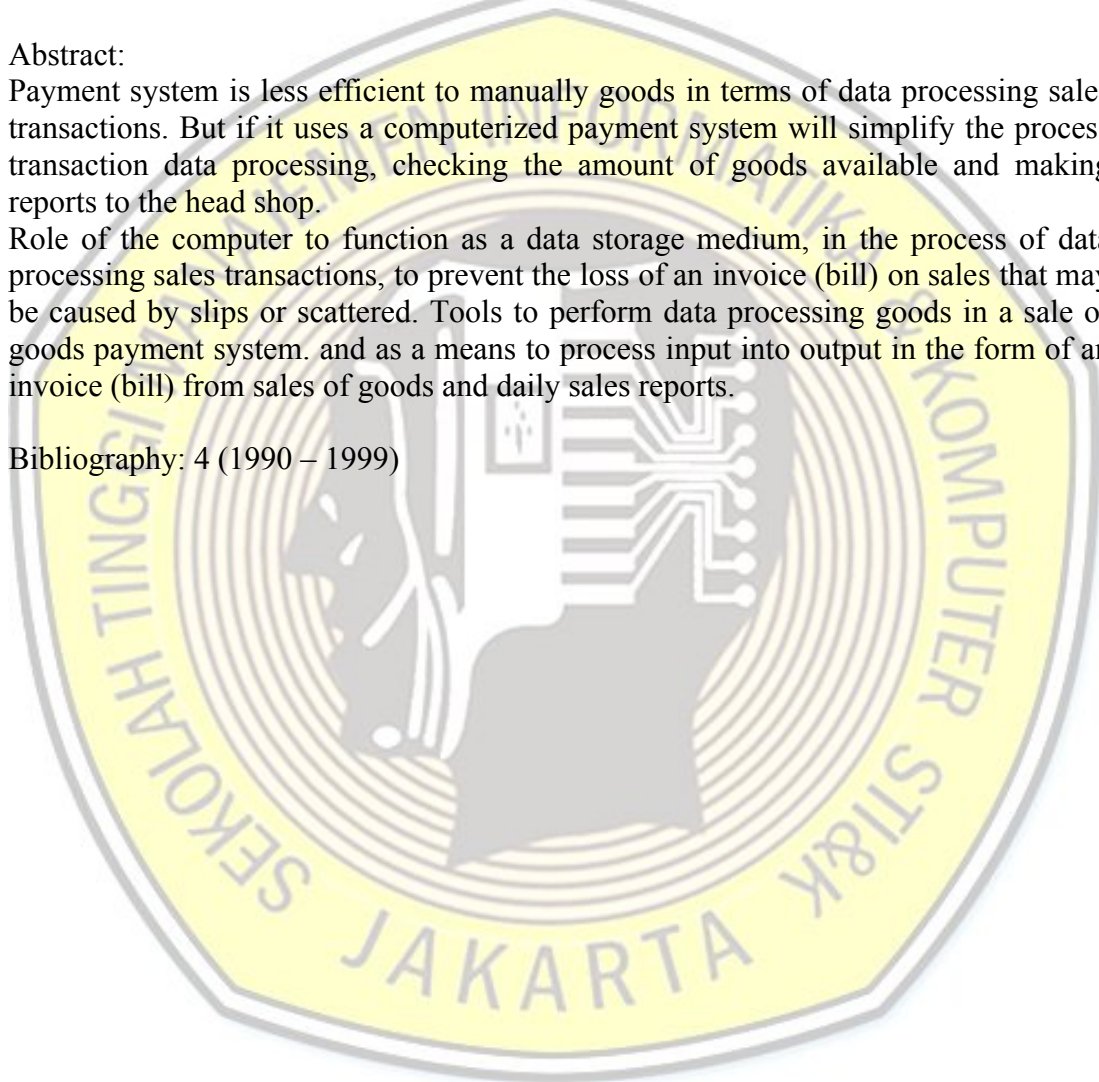 Abstract:
Payment system is less efficient to manually goods in terms of data processing sale
transactions. But if it uses a computerized payment system will simplify the proces
transaction data processing, checking the amount of goods available and making
reports to the head shop.
Role of the computer to function as a data storage medium, in the process of data
processing sales transactions, to prevent the loss of an invoice (bill) on sales that may
be caused by slips or scattered. Tools to perform data processing goods in a sale of
goods payment system. and as a means to process input into output in the form of an
invoice (bill) from sales of goods and daily sales reports.
Bibliography: 4 (1990 – 1999)
SEKOLAH TINGGI MANAJEMEN INFORMATIKA & KOMPUTER STI&K
JAKARTA